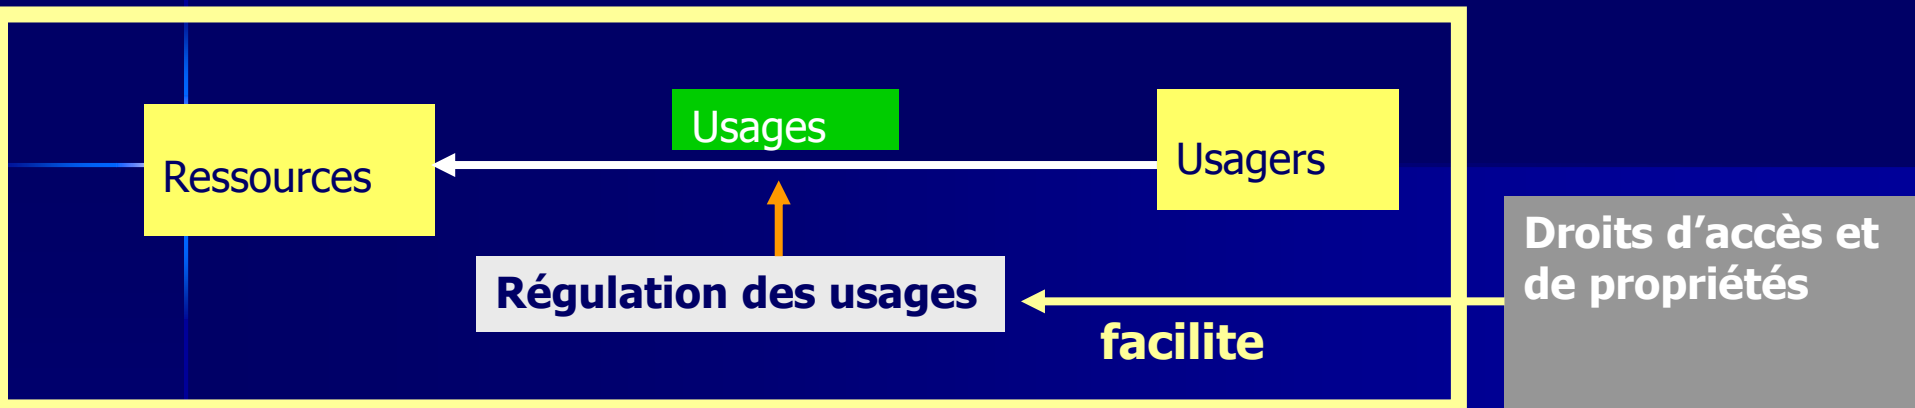 Usages
Ressources
Usagers
Régulation des usages
Droits d’accès et
de propriétés
facilite